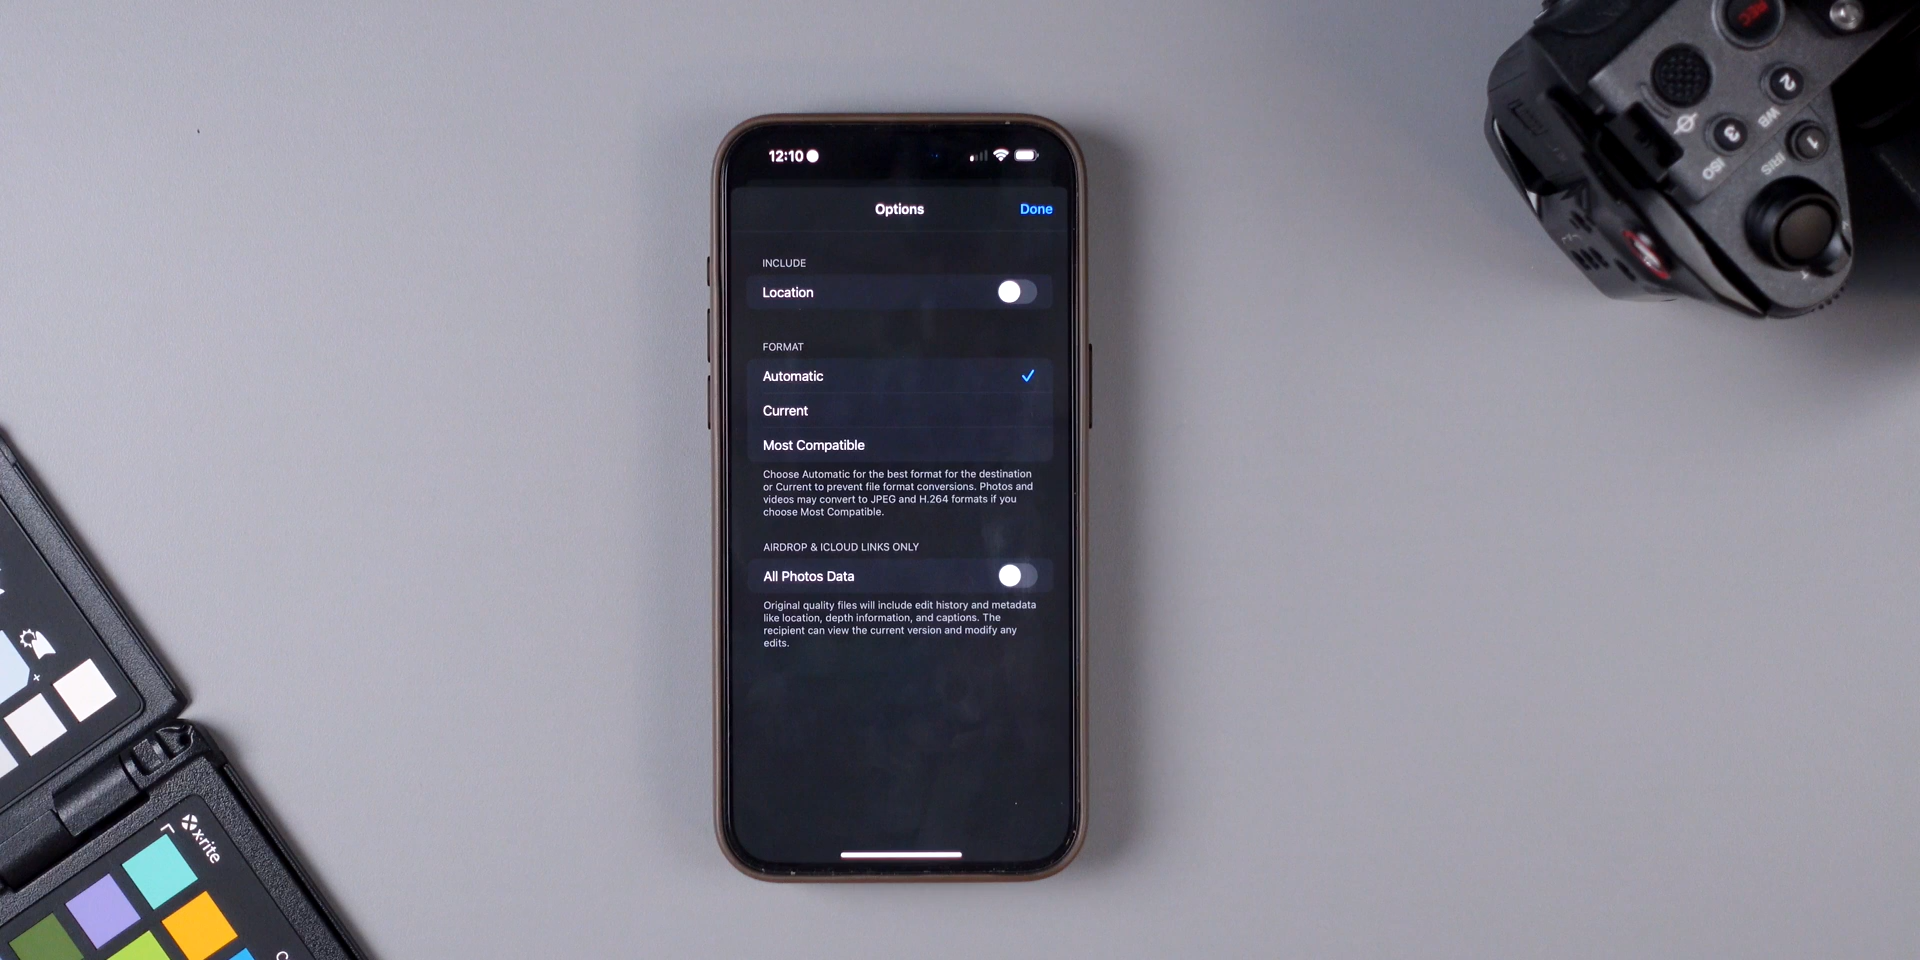 12:10
Options
Done
INCLUDE
Location
FORMAT
Automatic
Current
Most Compatible
Choose Automatic for the best format for the destination
or Current to prevent file format conversions. Photos and
videos may convert to JPEG and H.264 formats if you
choose Most Compatible.
AIRDROP & ICLOUD LINKS ONLY
All Photos Data
Original quality files will include edit history and metadata
like location, depth information, and captions. The
recipient can view the current version and modify any
edits.
REC
2
WB
3
ISO
1
IRIS
x·rite